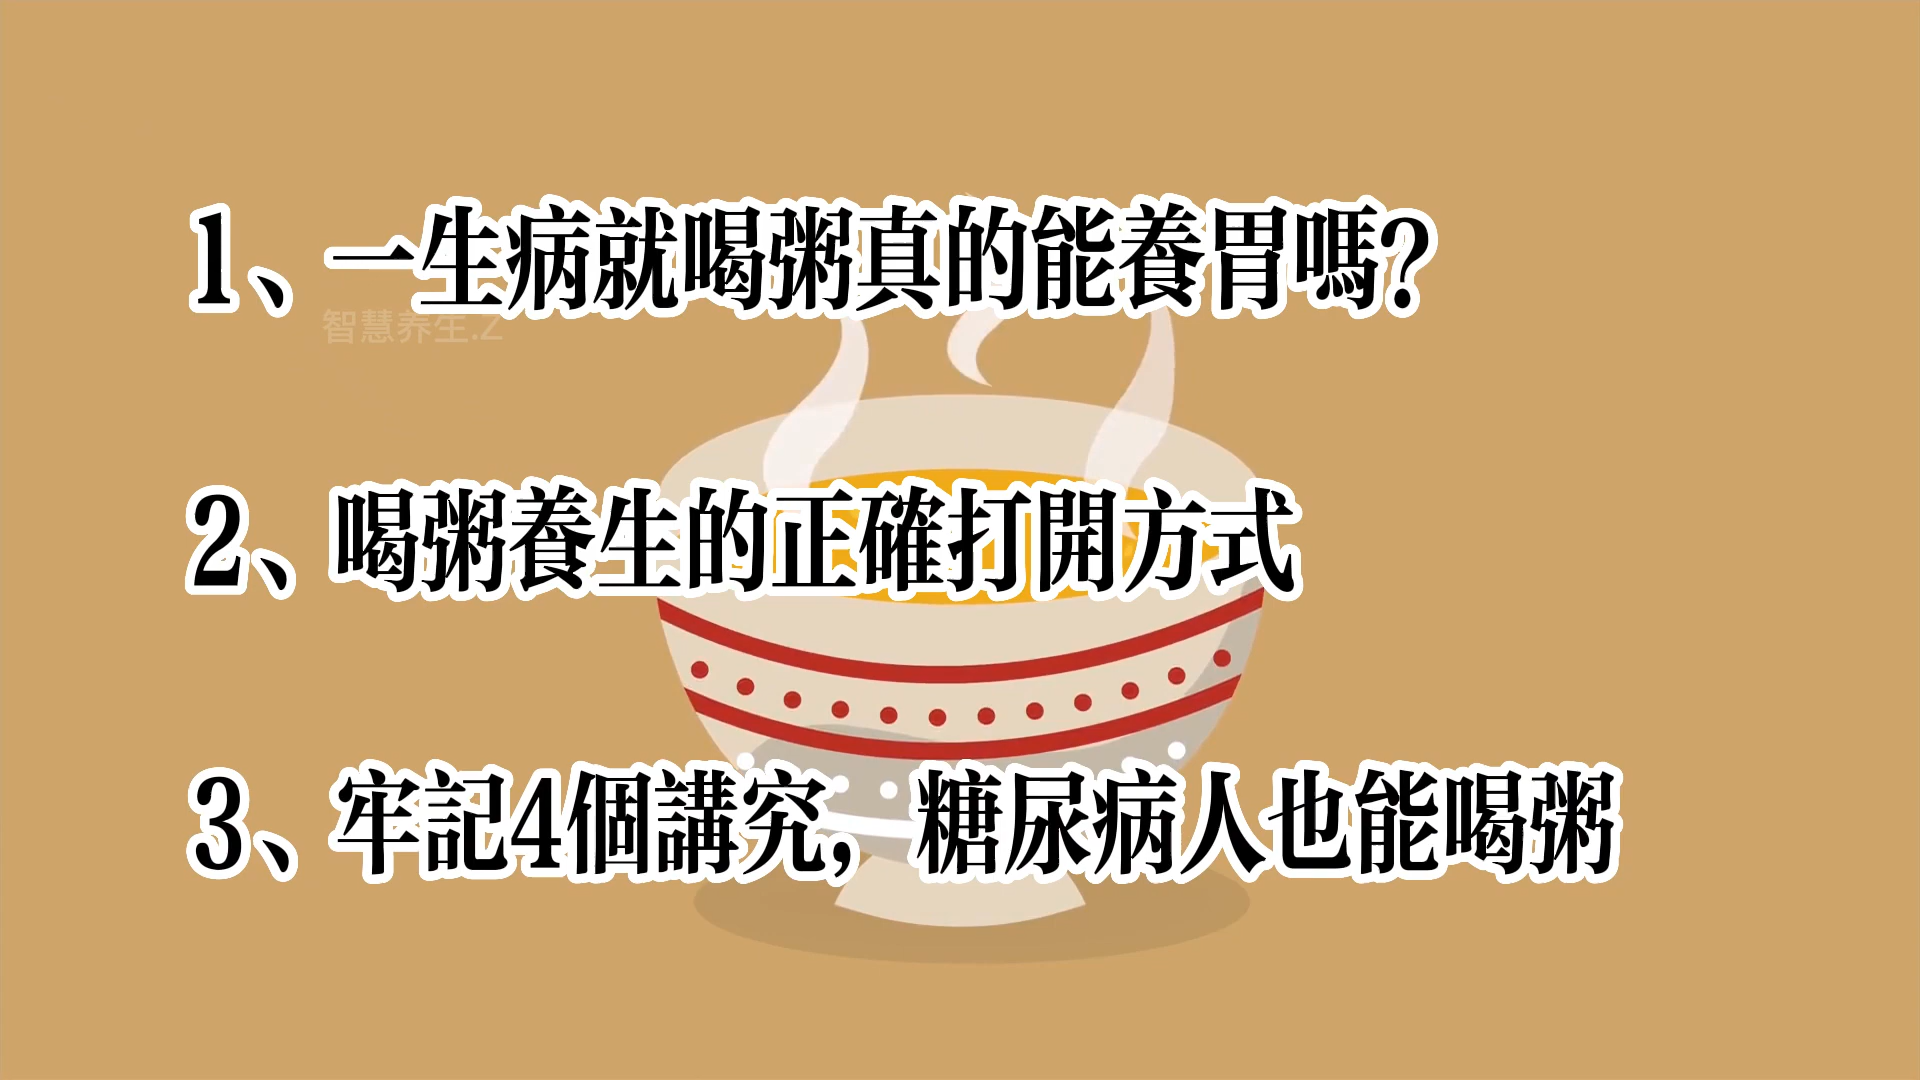 1、一生病就喝粥真的能養胃嗎?
智慧养生.Z
2、喝粥養生的正確打開方式
3、牢記4個講究，糖尿病人也能喝粥